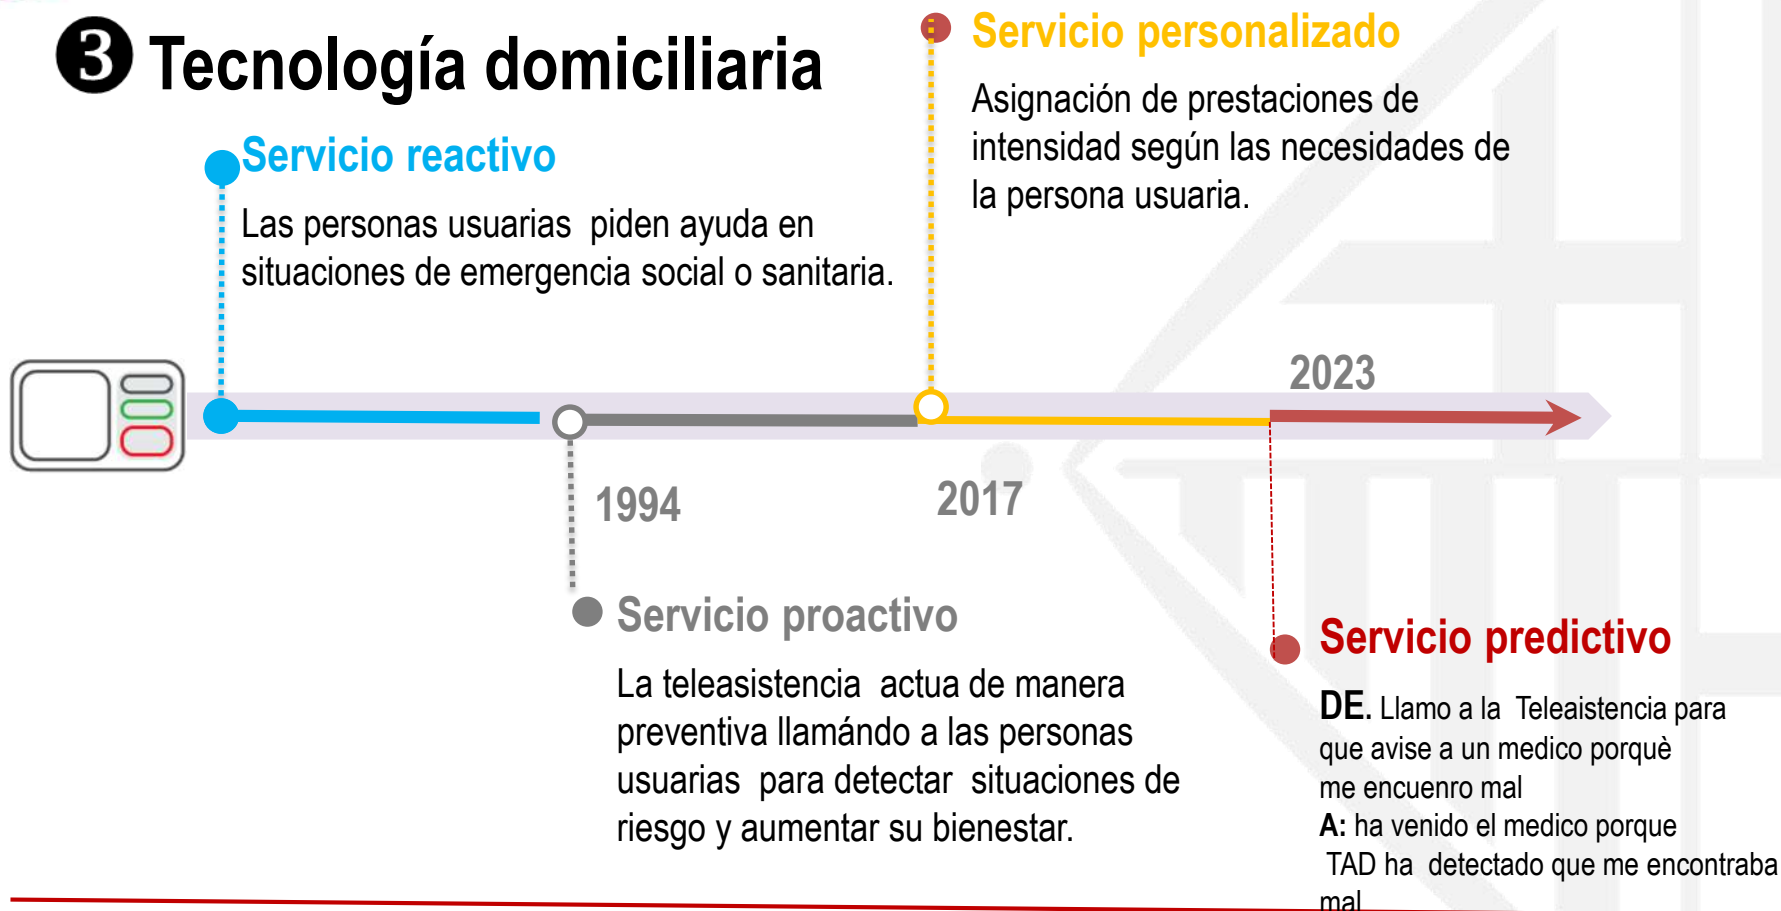 3 Tecnología domiciliaria
Servicio reactivo
Las personas usuarias piden ayuda en
situaciones de emergencia social o sanitaria.
Servicio personalizado
Asignación de prestaciones de
intensidad según las necesidades de
la persona usuaria.
2023
1994
2017
Servicio proactivo
La teleasistencia actua de manera
preventiva llamándo a las personas
usuarias para detectar situaciones de
riesgo y aumentar su bienestar.
Servicio predictivo
DE. Llamo a la Teleaistencia para
que avise a un medico porquè
me encuenro mal
A: ha venido el medico porque
TAD ha detectado que me encontraba
mal